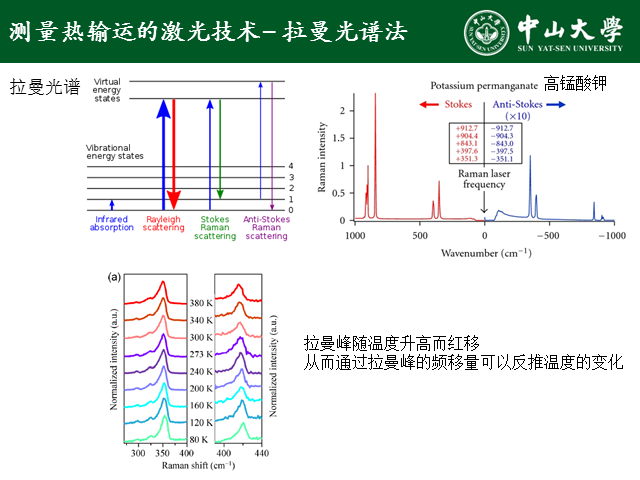 测量热输运的激光技术– 拉曼光谱法
中山大學
SUN YAT-SEN UNIVERSITY
拉曼光谱
Virtual
energy
states
Vibrational
energy states
4
3
2
1
0
Infrared
absorption
Rayleigh
scattering
Stokes
Raman
scattering
Anti-Stokes
Raman
scattering
Potassium permanganate
高锰酸钾
Stokes
Anti-Stokes
(×10)
+912.7 −912.7
+904.4 −904.3
+843.1 −843.0
+397.6 −397.5
+351.3 −351.1
Raman laser
frequency
Raman intensity
2
1.5
1
0.5
0
1000 500 0 −500 −1000
Wavenumber (cm⁻¹)
(a)
Normalized intensity (a.u.)
380 K
340 K
300 K
273 K
240 K
200 K
160 K
120 K
80 K
Normalized intensity (a.u.)
300 350 400 400 440
Raman shift (cm⁻¹)
拉曼峰随温度升高而红移
从而通过拉曼峰的频移量可以反推温度的变化